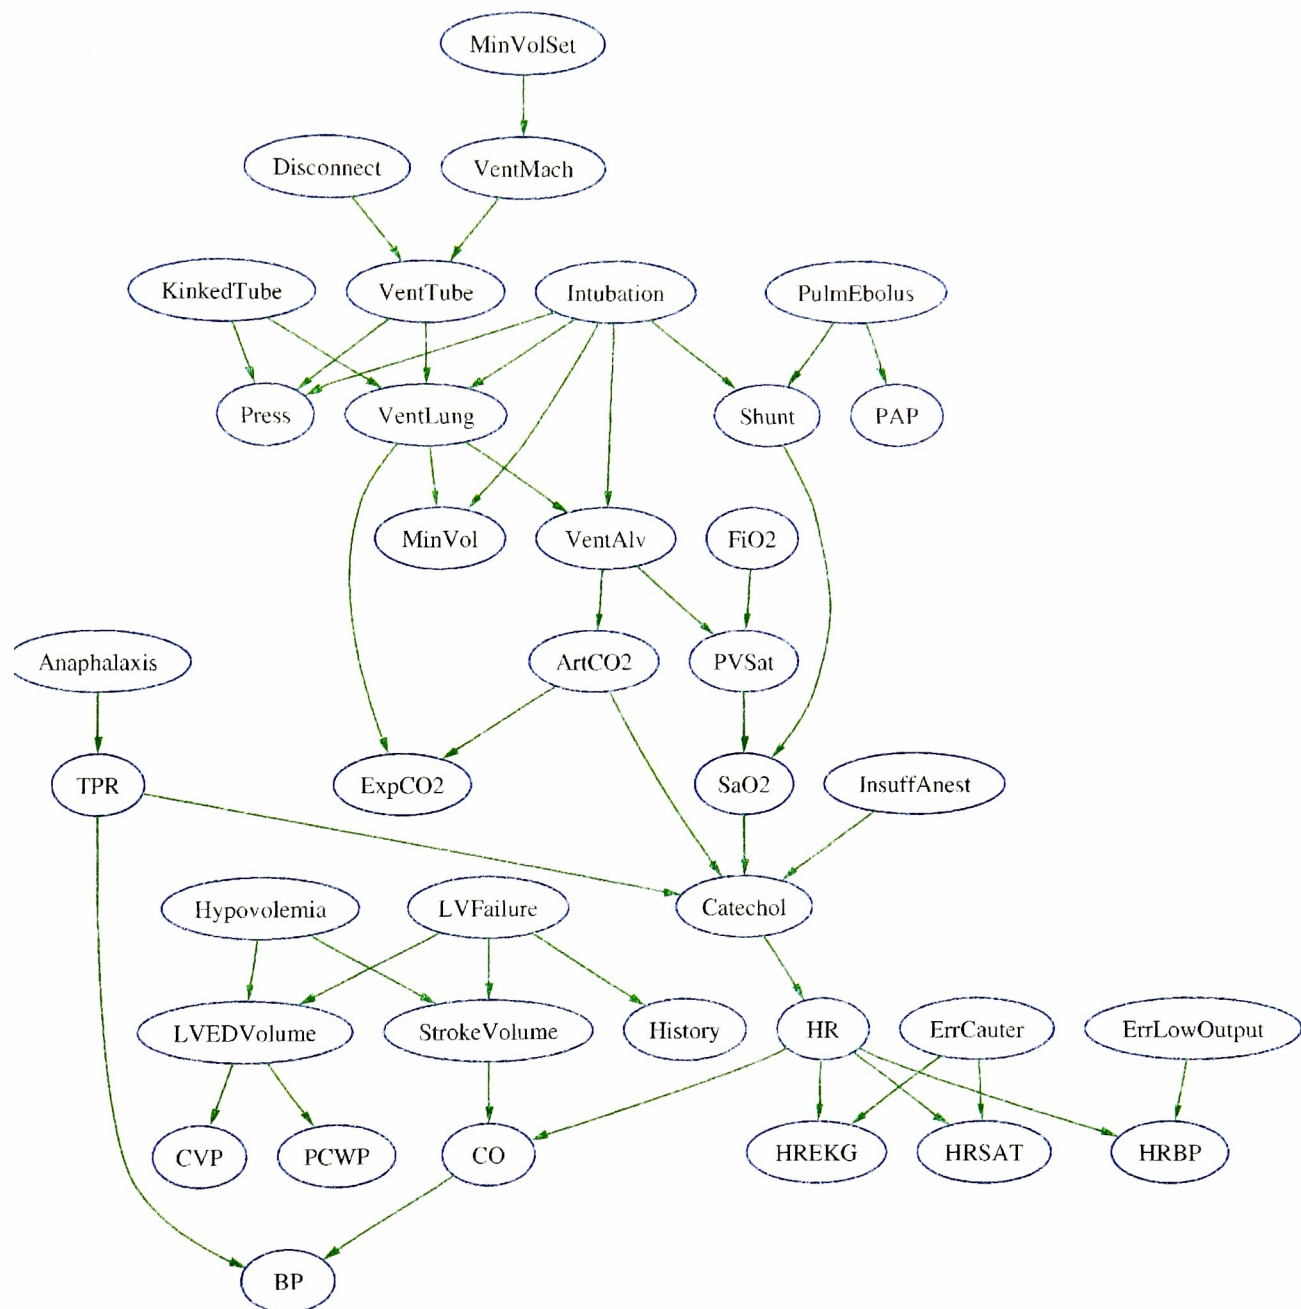 MinVolSet
Disconnect VentMach
KinkedTube VentTube Intubation PulmEbolus
Press VentLung Shunt PAP
MinVol VentAlv FiO2
Anaphalaxis ArtCO2 PVSat
TPR ExpCO2 SaO2 InsuffAnest
Hypovolemia LVFailure Catechol
LVEDVolume StrokeVolume History HR ErrCauter ErrLowOutput
CVP PCWP CO HREKG HRSAT HRBP
BP